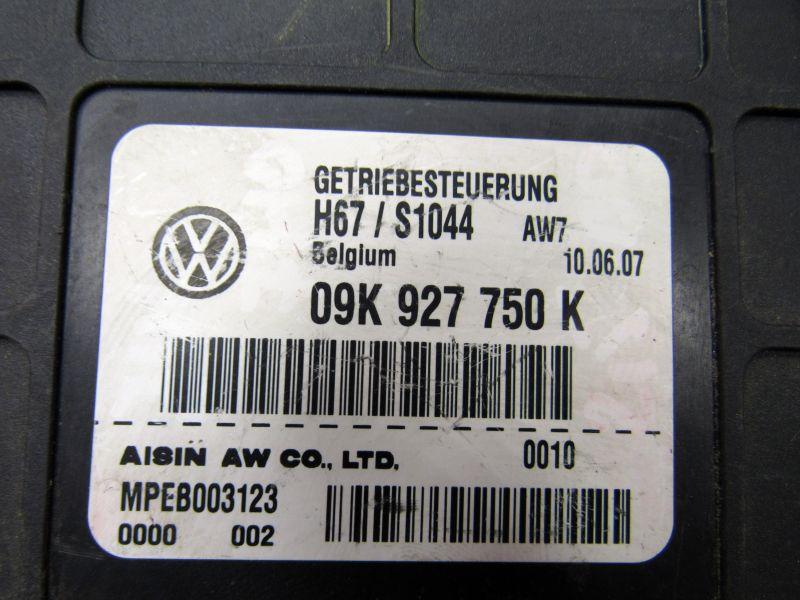 GETRIEBESTEUERUNG
H67 / S1044 AW7
Belgium 10.06.07
09K 927 750 K
AISIN AW CO., LTD. 0010
MPEB003123
0000 002